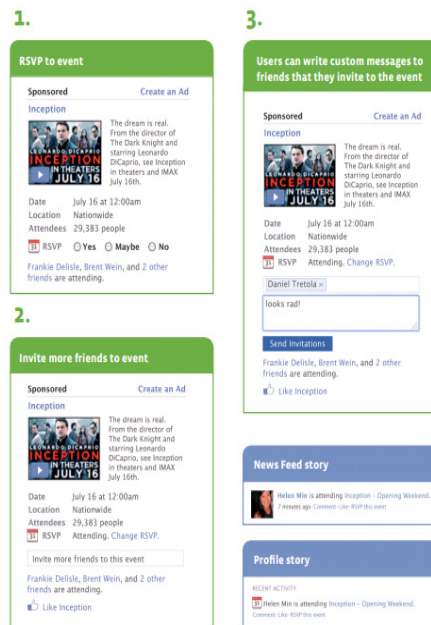 1.
RSVP to event
Sponsored Create an Ad
Inception
The dream is real.
From the director of
The Dark Knight and
starring Leonardo
DiCaprio, see Inception
in theaters and IMAX
July 16th.
LEONARDO DICAPRIO
INCEPTION
IN THEATERS
JULY 16
Date July 16 at 12:00am
Location Nationwide
Attendees 29,383 people
31 RSVP Yes Maybe No
Frankie Delisle, Brent Wein, and 2 other
friends are attending.
2.
Invite more friends to event
Sponsored Create an Ad
Inception
The dream is real.
From the director of
The Dark Knight and
starring Leonardo
DiCaprio, see Inception
in theaters and IMAX
July 16th.
LEONARDO DICAPRIO
INCEPTION
IN THEATERS
JULY 16
Date July 16 at 12:00am
Location Nationwide
Attendees 29,383 people
31 RSVP Attending. Change RSVP.
Invite more friends to this event
Frankie Delisle, Brent Wein, and 2 other
friends are attending.
Like Inception
3.
Users can write custom messages to
friends that they invite to the event
Sponsored Create an Ad
Inception
The dream is real.
From the director of
The Dark Knight and
starring Leonardo
DiCaprio, see Inception
in theaters and IMAX
July 16th.
LEONARDO DICAPRIO
INCEPTION
IN THEATERS
JULY 16
Date July 16 at 12:00am
Location Nationwide
Attendees 29,383 people
31 RSVP Attending. Change RSVP.
Daniel Tretola ×
looks rad!
Send Invitations
Frankie Delisle, Brent Wein, and 2 other
friends are attending.
Like Inception
News Feed story
Helen Min is attending Inception - Opening Weekend.
7 minutes ago · Comment · Like · RSVP this event
Profile story
RECENT ACTIVITY
31 Helen Min is attending Inception - Opening Weekend.
Comment · Like · RSVP this event